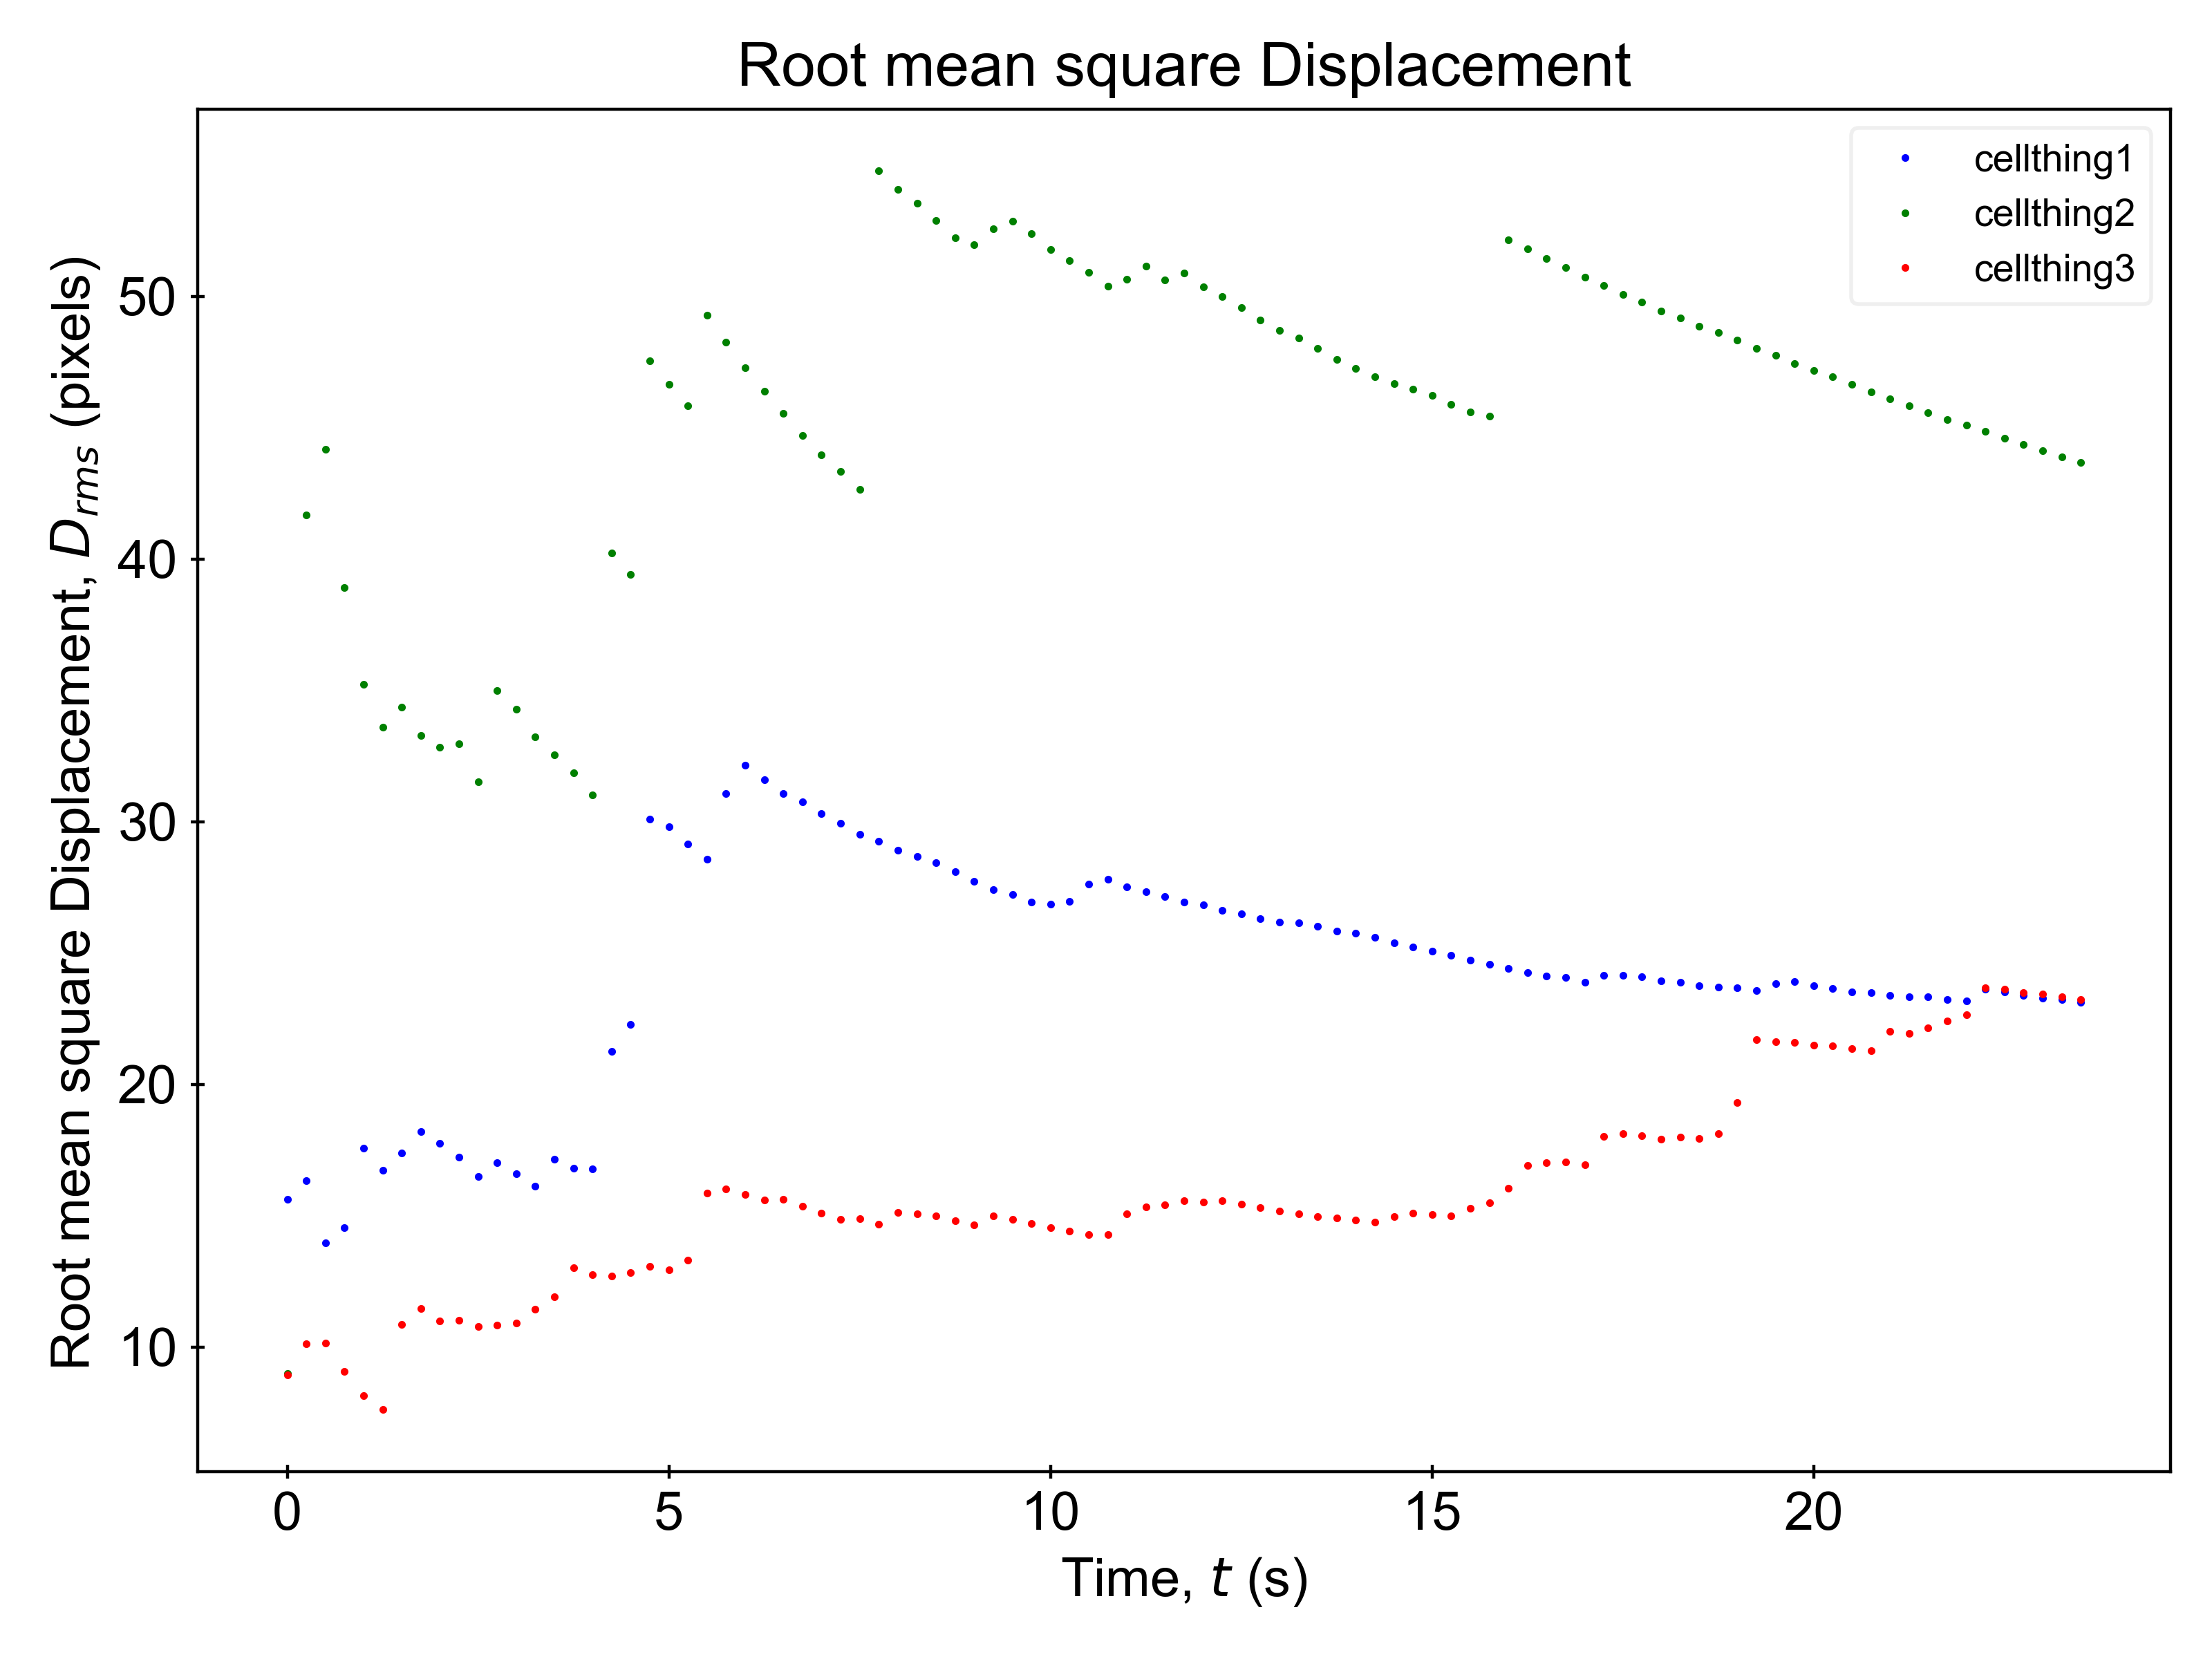 Root mean square Displacement
cellthing1
cellthing2
cellthing3
Root mean square Displacement, D_rms (pixels)
50
40
30
20
10
0 5 10 15 20
Time, t (s)